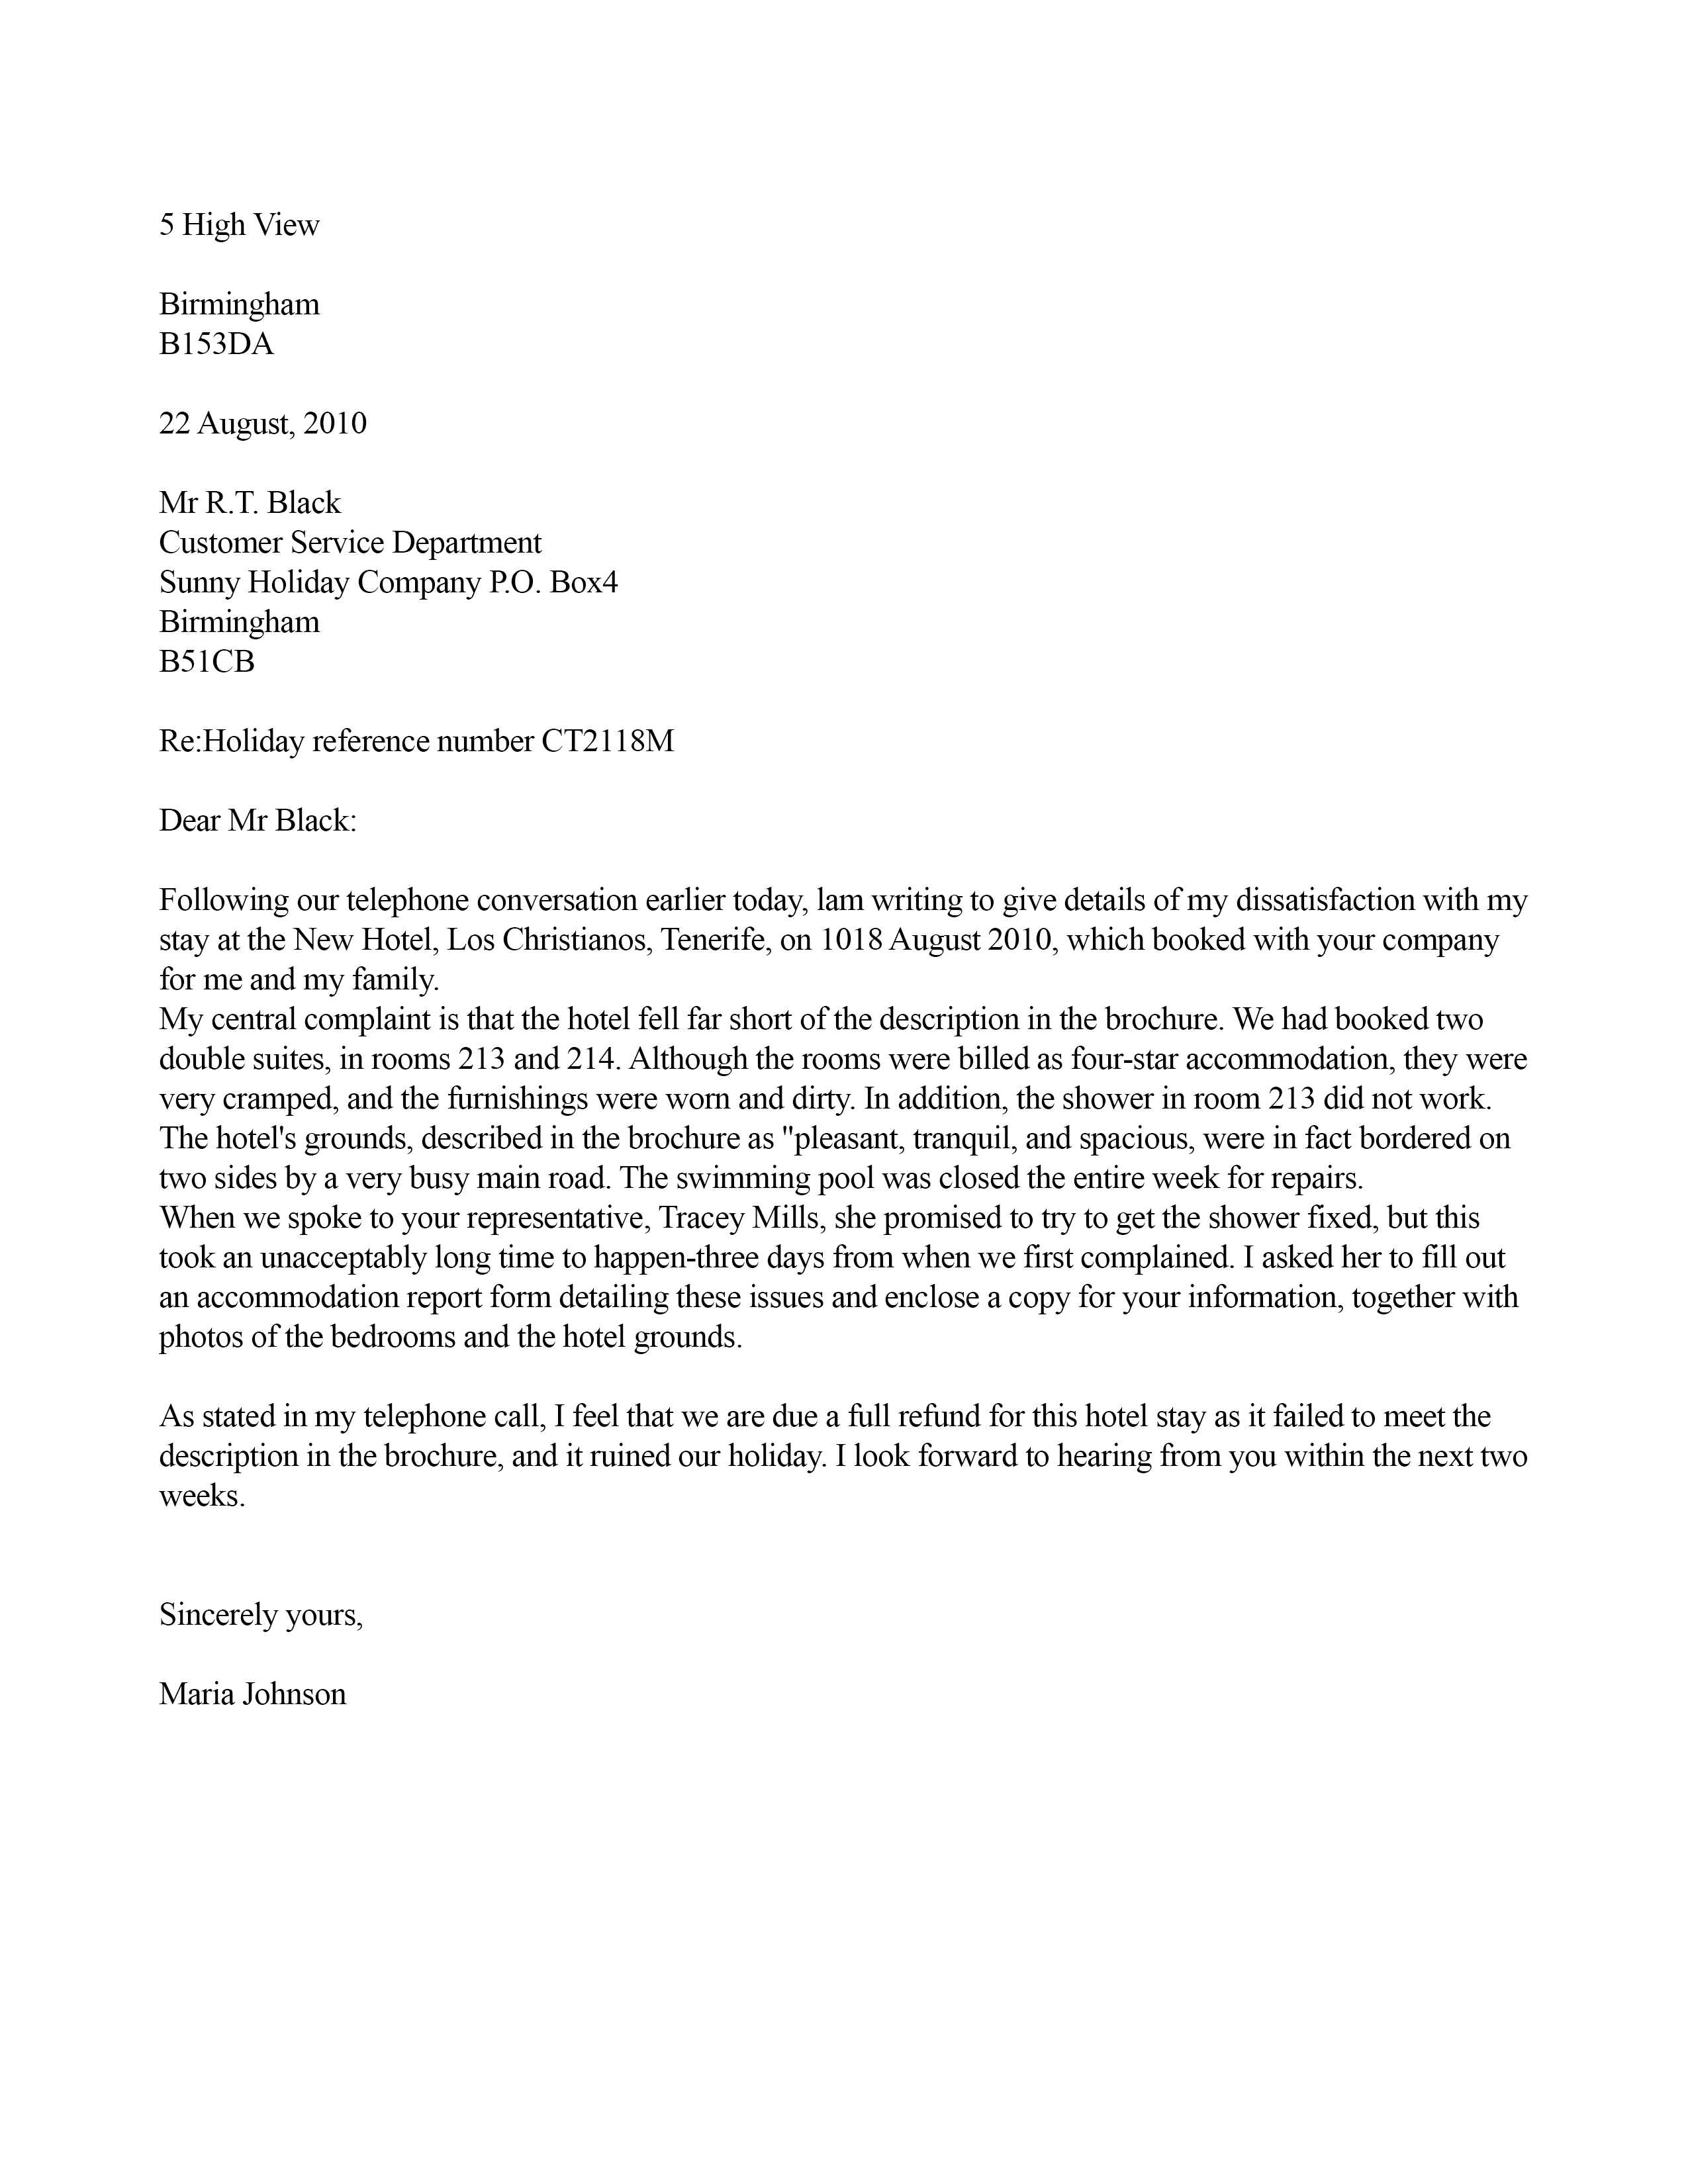 5 High View
Birmingham
B153DA
22 August, 2010
Mr R.T. Black
Customer Service Department
Sunny Holiday Company P.O. Box4
Birmingham
B51CB
Re:Holiday reference number CT2118M
Dear Mr Black:
Following our telephone conversation earlier today, lam writing to give details of my dissatisfaction with my
stay at the New Hotel, Los Christianos, Tenerife, on 1018 August 2010, which booked with your company
for me and my family.
My central complaint is that the hotel fell far short of the description in the brochure. We had booked two
double suites, in rooms 213 and 214. Although the rooms were billed as four-star accommodation, they were
very cramped, and the furnishings were worn and dirty. In addition, the shower in room 213 did not work.
The hotel's grounds, described in the brochure as "pleasant, tranquil, and spacious, were in fact bordered on
two sides by a very busy main road. The swimming pool was closed the entire week for repairs.
When we spoke to your representative, Tracey Mills, she promised to try to get the shower fixed, but this
took an unacceptably long time to happen-three days from when we first complained. I asked her to fill out
an accommodation report form detailing these issues and enclose a copy for your information, together with
photos of the bedrooms and the hotel grounds.
As stated in my telephone call, I feel that we are due a full refund for this hotel stay as it failed to meet the
description in the brochure, and it ruined our holiday. I look forward to hearing from you within the next two
weeks.
Sincerely yours,
Maria Johnson